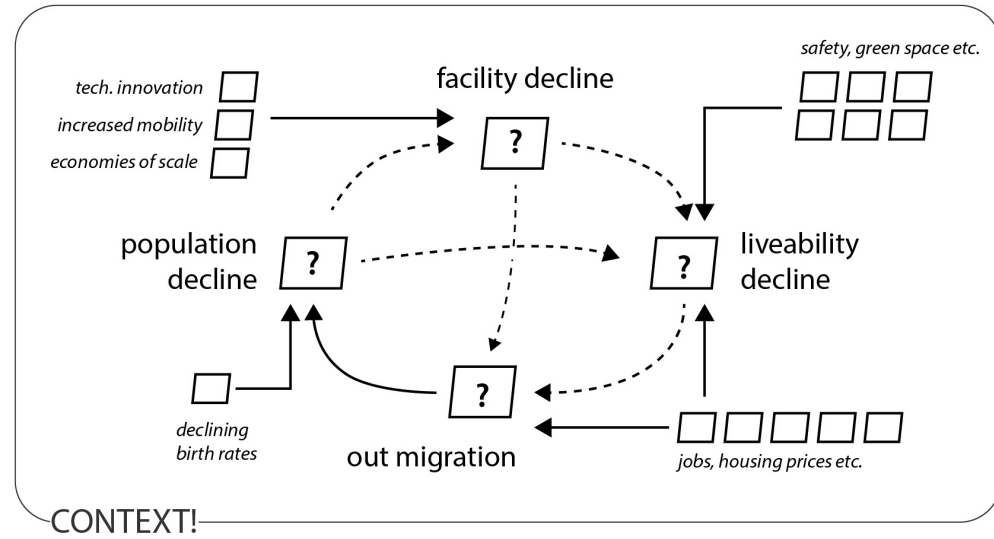 safety, green space etc.
tech. innovation
facility decline
increased mobility
?
economies of scale
population
decline
?
?
liveability
decline
?
declining
birth rates
out migration
jobs, housing prices etc.
CONTEXT!